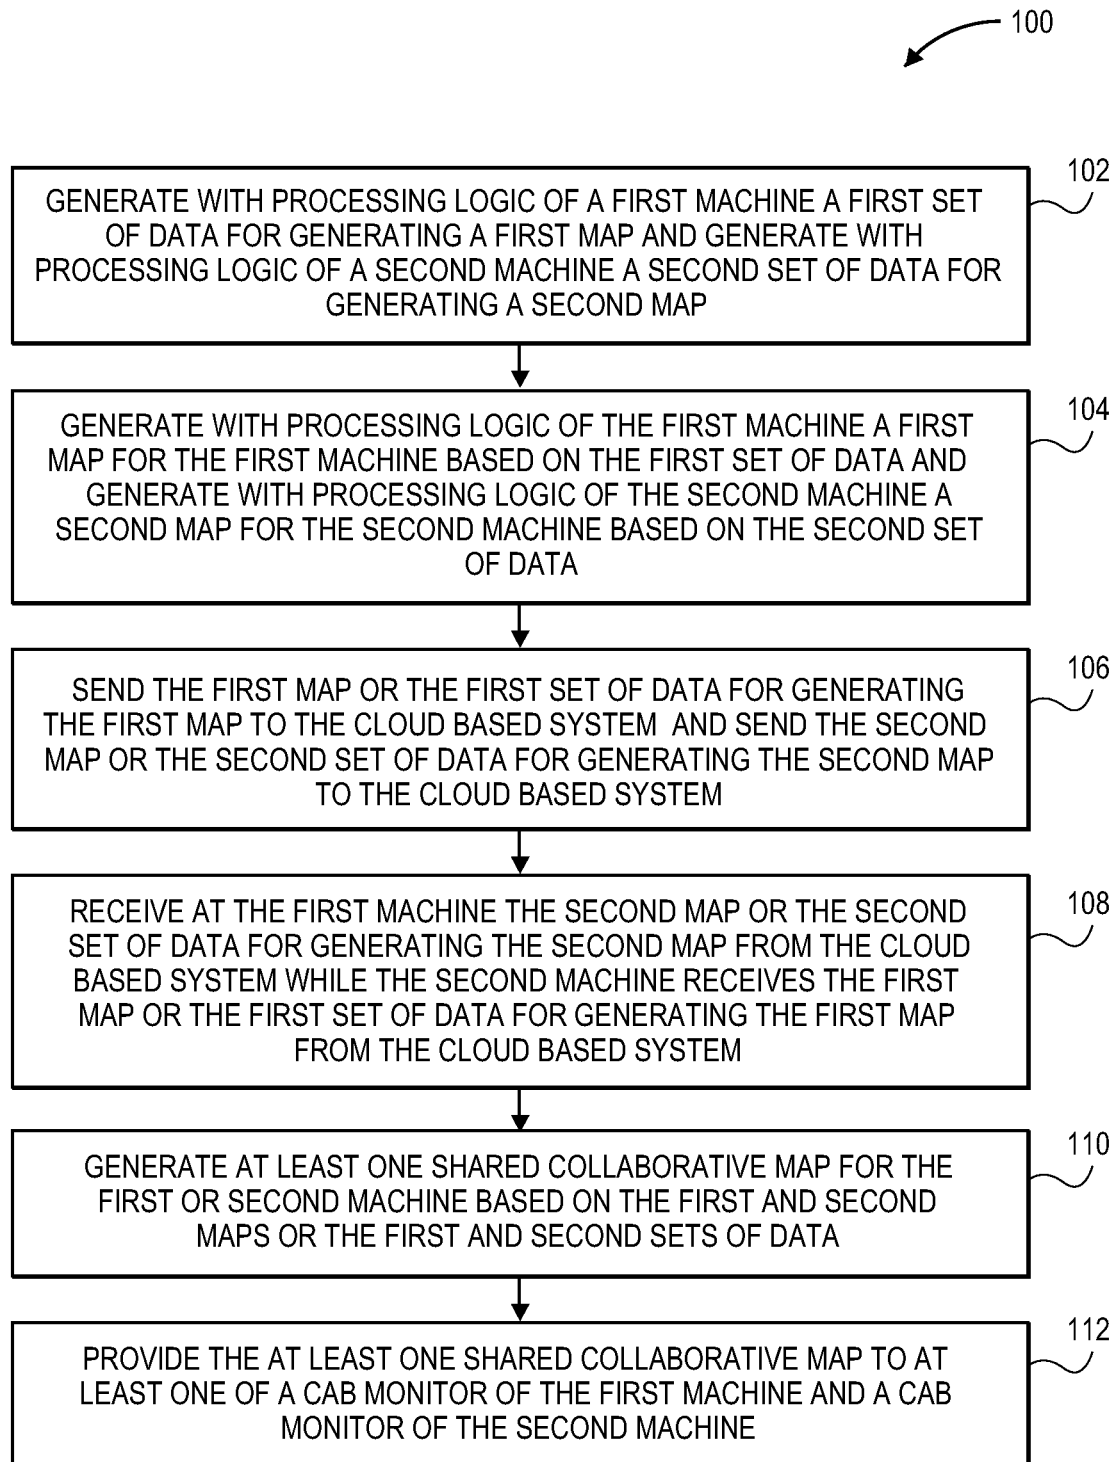 100
102
GENERATE WITH PROCESSING LOGIC OF A FIRST MACHINE A FIRST SET
OF DATA FOR GENERATING A FIRST MAP AND GENERATE WITH
PROCESSING LOGIC OF A SECOND MACHINE A SECOND SET OF DATA FOR
GENERATING A SECOND MAP
104
GENERATE WITH PROCESSING LOGIC OF THE FIRST MACHINE A FIRST
MAP FOR THE FIRST MACHINE BASED ON THE FIRST SET OF DATA AND
GENERATE WITH PROCESSING LOGIC OF THE SECOND MACHINE A
SECOND MAP FOR THE SECOND MACHINE BASED ON THE SECOND SET
OF DATA
106
SEND THE FIRST MAP OR THE FIRST SET OF DATA FOR GENERATING
THE FIRST MAP TO THE CLOUD BASED SYSTEM AND SEND THE SECOND
MAP OR THE SECOND SET OF DATA FOR GENERATING THE SECOND MAP
TO THE CLOUD BASED SYSTEM
108
RECEIVE AT THE FIRST MACHINE THE SECOND MAP OR THE SECOND
SET OF DATA FOR GENERATING THE SECOND MAP FROM THE CLOUD
BASED SYSTEM WHILE THE SECOND MACHINE RECEIVES THE FIRST
MAP OR THE FIRST SET OF DATA FOR GENERATING THE FIRST MAP
FROM THE CLOUD BASED SYSTEM
110
GENERATE AT LEAST ONE SHARED COLLABORATIVE MAP FOR THE
FIRST OR SECOND MACHINE BASED ON THE FIRST AND SECOND
MAPS OR THE FIRST AND SECOND SETS OF DATA
112
PROVIDE THE AT LEAST ONE SHARED COLLABORATIVE MAP TO AT
LEAST ONE OF A CAB MONITOR OF THE FIRST MACHINE AND A CAB
MONITOR OF THE SECOND MACHINE